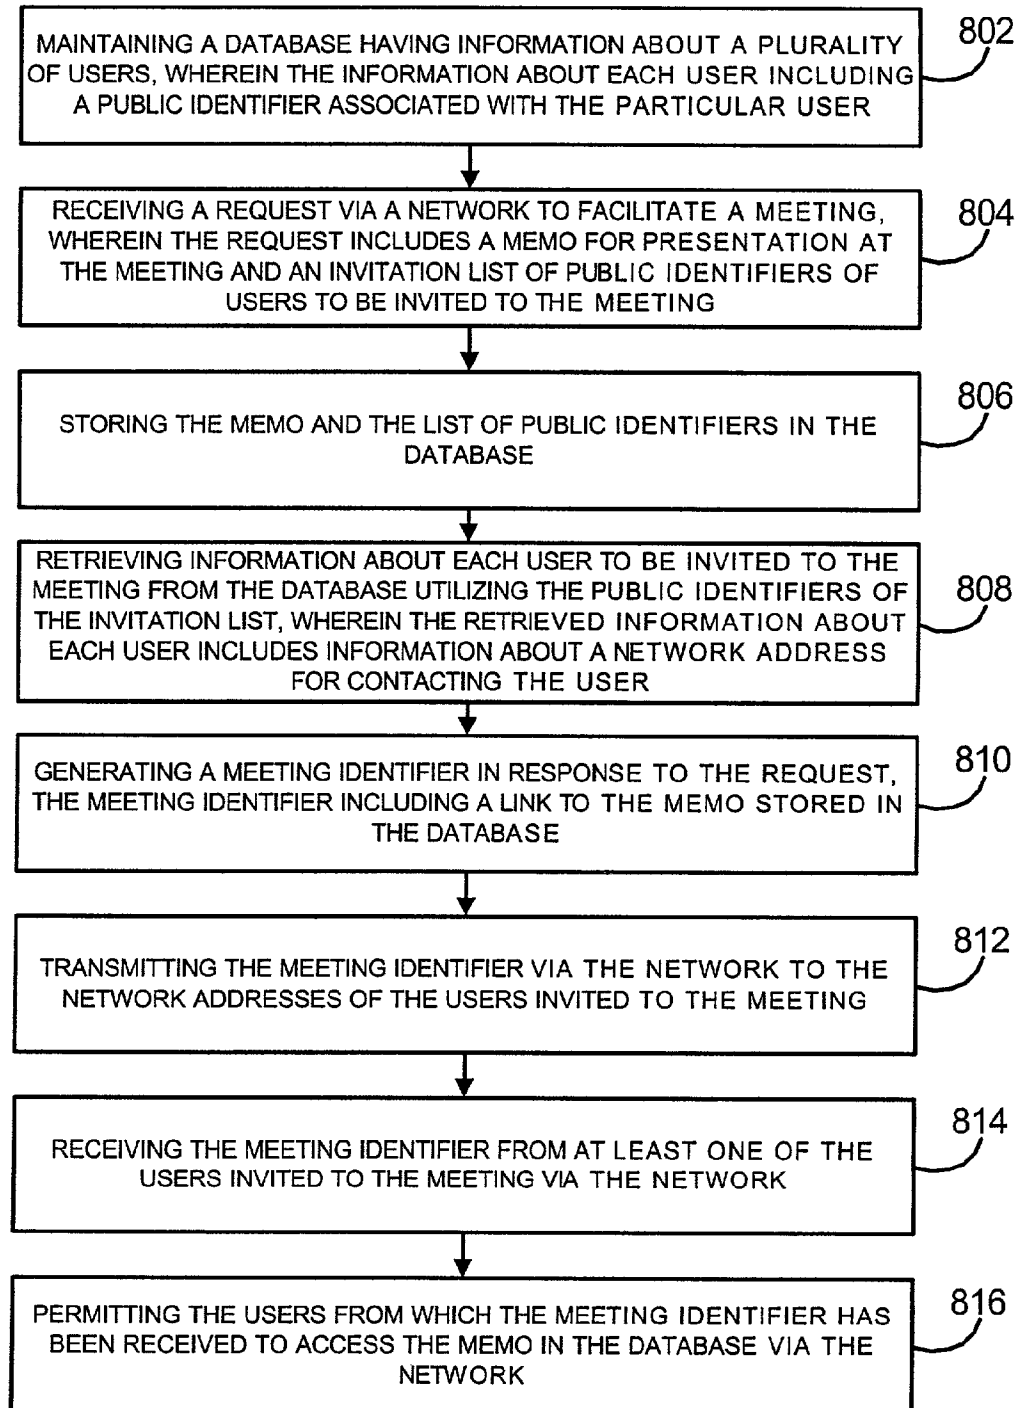 MAINTAINING A DATABASE HAVING INFORMATION ABOUT A PLURALITY
OF USERS, WHEREIN THE INFORMATION ABOUT EACH USER INCLUDING
A PUBLIC IDENTIFIER ASSOCIATED WITH THE PARTICULAR USER
802
RECEIVING A REQUEST VIA A NETWORK TO FACILITATE A MEETING,
WHEREIN THE REQUEST INCLUDES A MEMO FOR PRESENTATION AT
THE MEETING AND AN INVITATION LIST OF PUBLIC IDENTIFIERS OF
USERS TO BE INVITED TO THE MEETING
804
STORING THE MEMO AND THE LIST OF PUBLIC IDENTIFIERS IN THE
DATABASE
806
RETRIEVING INFORMATION ABOUT EACH USER TO BE INVITED TO THE
MEETING FROM THE DATABASE UTILIZING THE PUBLIC IDENTIFIERS OF
THE INVITATION LIST, WHEREIN THE RETRIEVED INFORMATION ABOUT
EACH USER INCLUDES INFORMATION ABOUT A NETWORK ADDRESS
FOR CONTACTING THE USER
808
GENERATING A MEETING IDENTIFIER IN RESPONSE TO THE REQUEST,
THE MEETING IDENTIFIER INCLUDING A LINK TO THE MEMO STORED IN
THE DATABASE
810
TRANSMITTING THE MEETING IDENTIFIER VIA THE NETWORK TO THE
NETWORK ADDRESSES OF THE USERS INVITED TO THE MEETING
812
RECEIVING THE MEETING IDENTIFIER FROM AT LEAST ONE OF THE
USERS INVITED TO THE MEETING VIA THE NETWORK
814
PERMITTING THE USERS FROM WHICH THE MEETING IDENTIFIER HAS
BEEN RECEIVED TO ACCESS THE MEMO IN THE DATABASE VIA THE
NETWORK
816